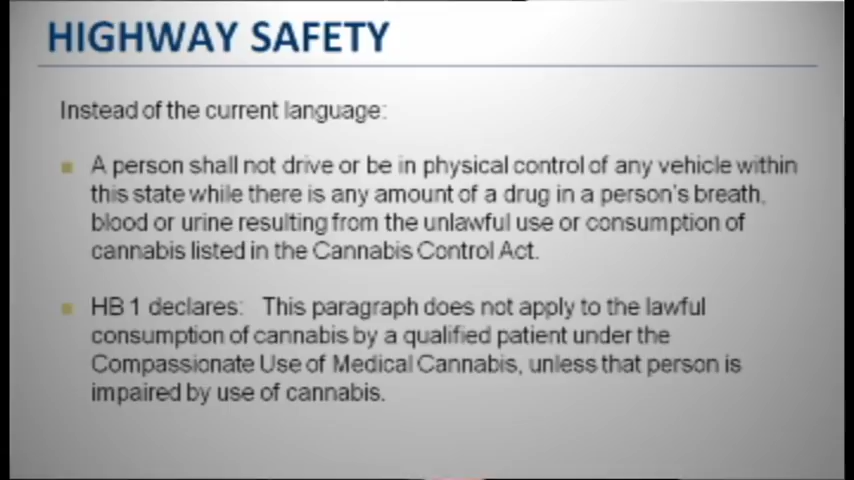 HIGHWAY SAFETY
Instead of the current language:
A person shall not drive or be in physical control of any vehicle within
this state while there is any amount of a drug in a person's breath,
blood or urine resulting from the unlawful use or consumption of
cannabis listed in the Cannabis Control Act.
HB 1 declares: This paragraph does not apply to the lawful
consumption of cannabis by a qualified patient under the
Compassionate Use of Medical Cannabis, unless that person is
impaired by use of cannabis.